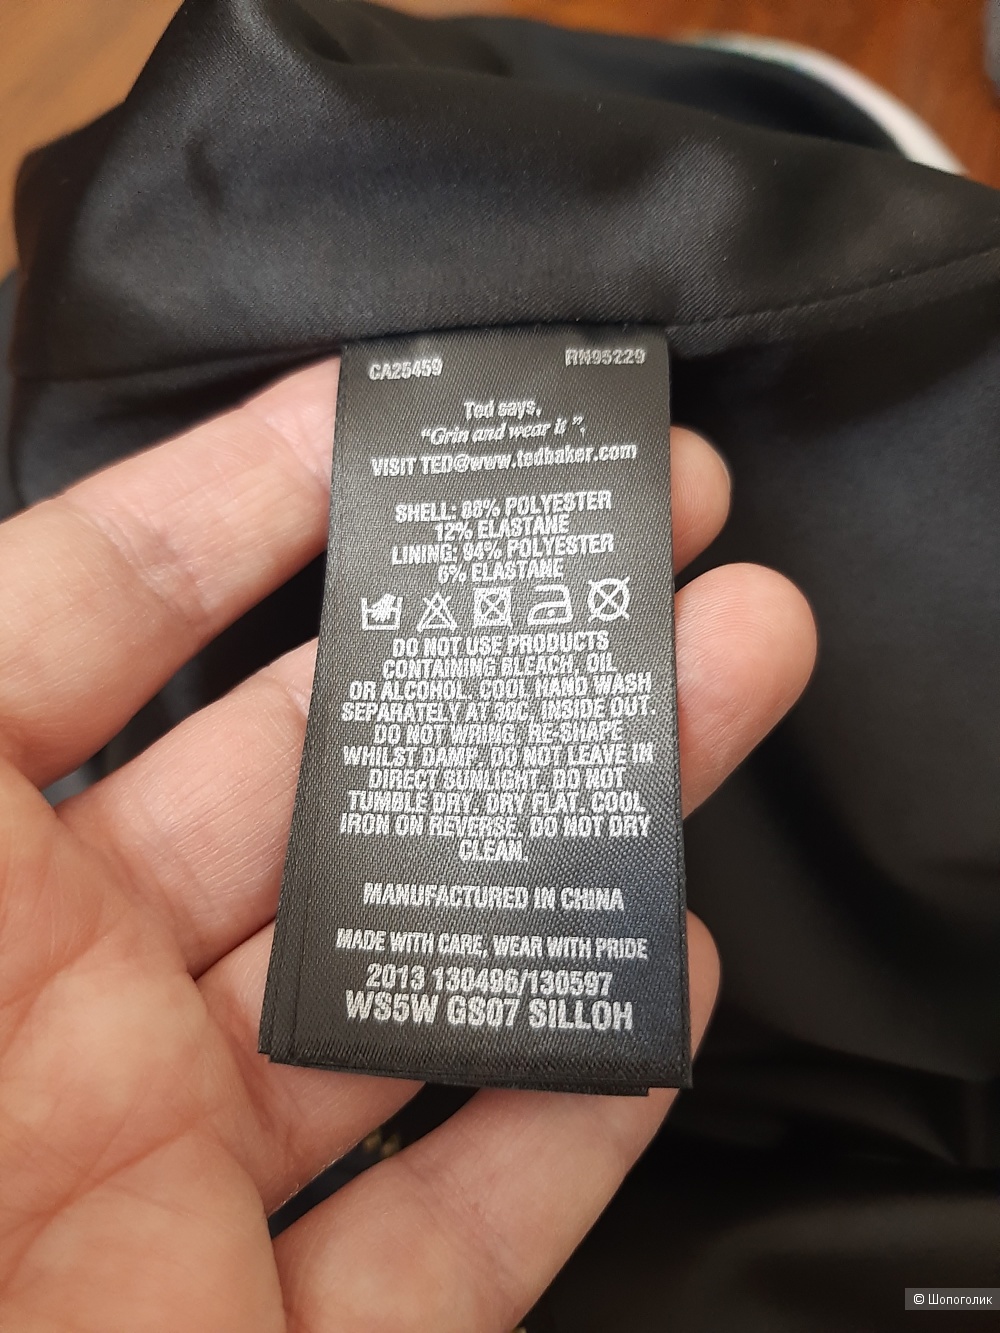 CA25459 RN95229
Ted says,
“Grin and wear it”,
VISIT TED@www.tedbaker.com
SHELL: 88% POLYESTER
12% ELASTANE
LINING: 94% POLYESTER
6% ELASTANE
DO NOT USE PRODUCTS
CONTAINING BLEACH, OIL
OR ALCOHOL. COOL HAND WASH
SEPARATELY AT 30C, INSIDE OUT.
DO NOT WRING. RE-SHAPE
WHILST DAMP. DO NOT LEAVE IN
DIRECT SUNLIGHT. DO NOT
TUMBLE DRY. DRY FLAT. COOL
IRON ON REVERSE. DO NOT DRY
CLEAN.
MANUFACTURED IN CHINA
MADE WITH CARE, WEAR WITH PRIDE
2013 130496/130597
WS5W GS07 SILLOH
© Шопоголик